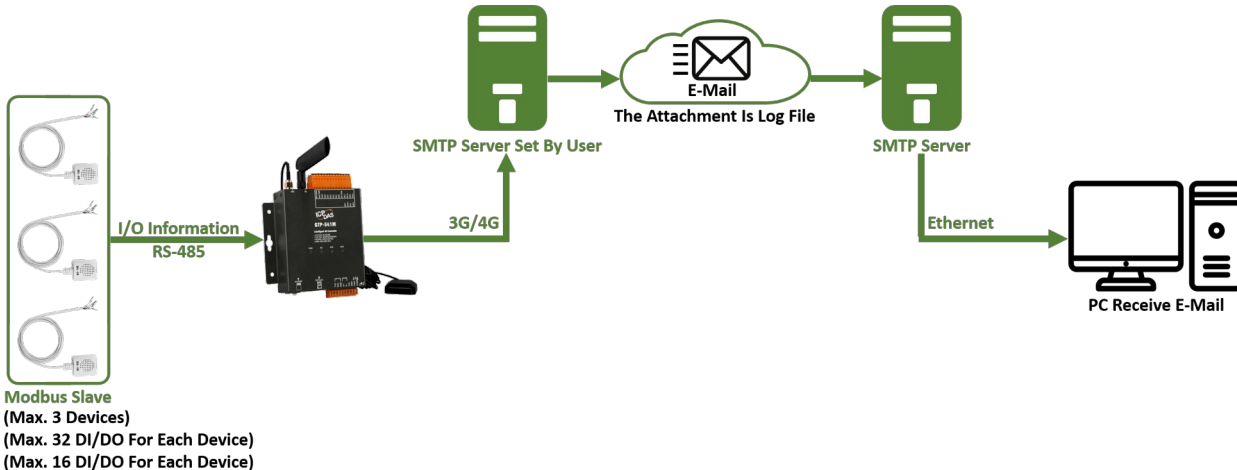 E-Mail
The Attachment Is Log File
SMTP Server Set By User
SMTP Server
I/O Information
RS-485
3G/4G
Ethernet
PC Receive E-Mail
Modbus Slave
(Max. 3 Devices)
(Max. 32 DI/DO For Each Device)
(Max. 16 DI/DO For Each Device)